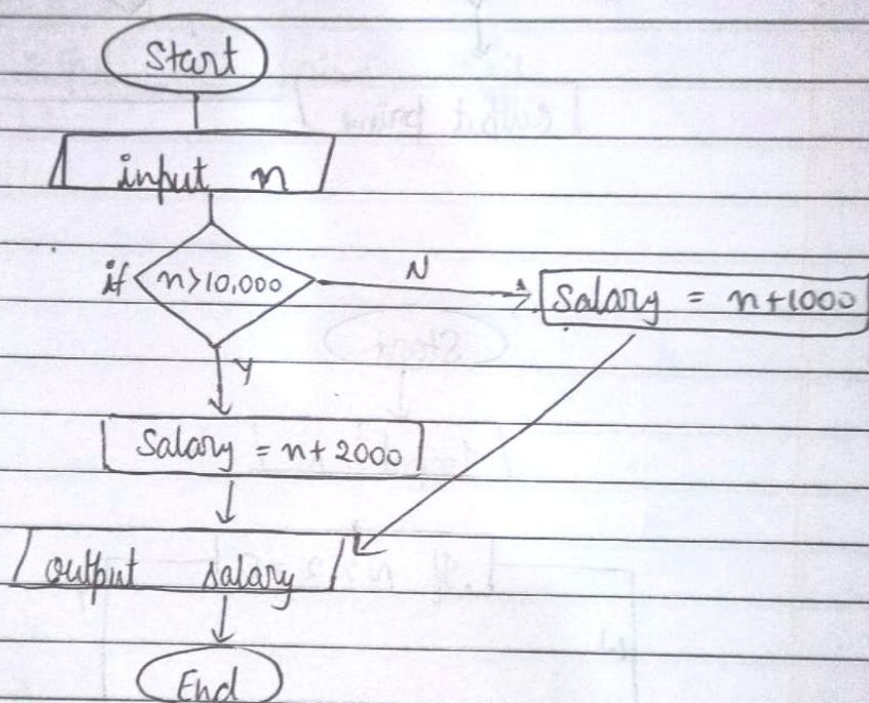 Start
input n
if n>10,000
N
Salary = n+1000
Y
Salary = n+2000
output salary
End